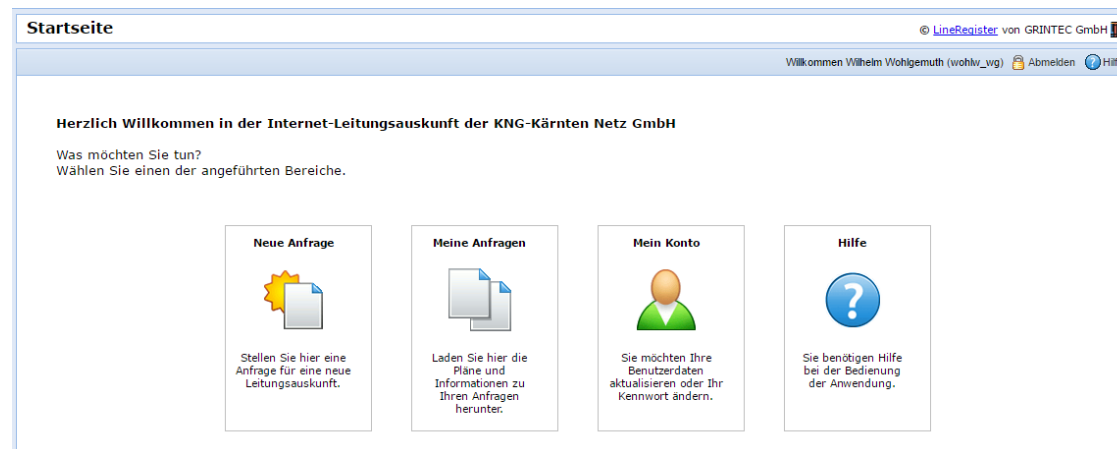 Startseite
© LineRegister von GRINTEC GmbH
Willkommen Wilhelm Wohlgemuth (wohlw_wg) Abmelden
Herzlich Willkommen in der Internet-Leitungsauskunft der KNG-Kärnten Netz GmbH
Was möchten Sie tun?
Wählen Sie einen der angeführten Bereiche.
Neue Anfrage
Stellen Sie hier eine
Anfrage für eine neue
Leitungsauskunft.
Meine Anfragen
Laden Sie hier die
Pläne und
Informationen zu
Ihren Anfragen
herunter.
Mein Konto
Sie möchten Ihre
Benutzerdaten
aktualisieren oder Ihr
Kennwort ändern.
Hilfe
?
Sie benötigen Hilfe
bei der Bedienung
der Anwendung.